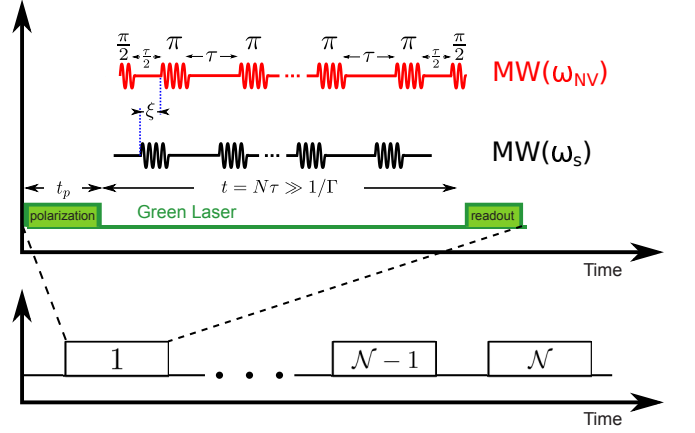 π/2 τ/2 π τ π ... π τ π τ/2 π/2
MW(ω_NV)
ξ
MW(ω_s)
...
t_p t = Nτ ≫ 1/Γ
polarization Green Laser readout
Time
1 • • • 𝒩 − 1 𝒩
Time